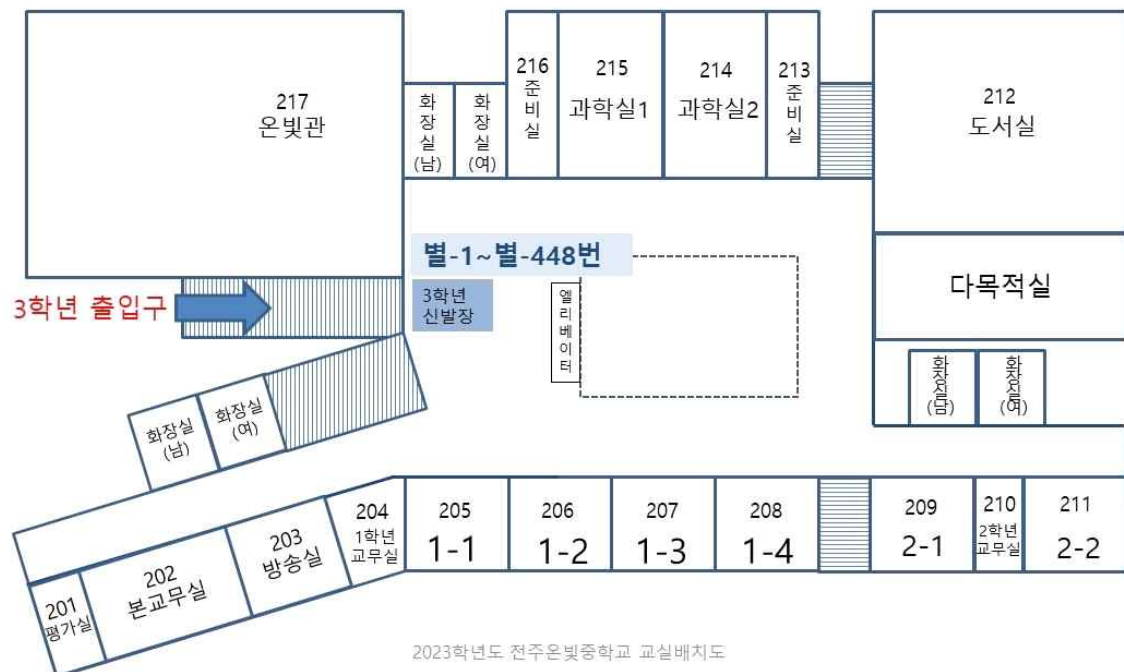 217
온빛관
화장실
(남)
화장실
(여)
216
준비실
215
과학실1
214
과학실2
213
준비실
212
도서실
별-1~별-448번
3학년 출입구
3학년
신발장
엘리베이터
다목적실
화장실
(남)
화장실
(여)
화장실
(남)
화장실
(여)
201
평가실
202
본교무실
203
방송실
204
1학년
교무실
205
1-1
206
1-2
207
1-3
208
1-4
209
2-1
210
2학년
교무실
211
2-2
2023학년도 전주온빛중학교 교실배치도